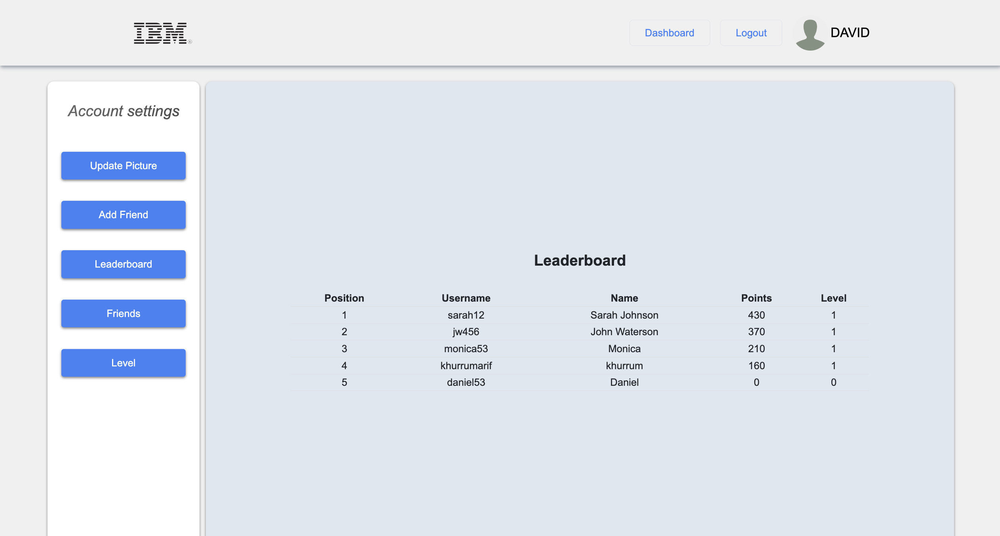 IBM®
Dashboard Logout DAVID
Account settings
Update Picture
Add Friend
Leaderboard
Friends
Level
Leaderboard
Position Username Name Points Level
1 sarah12 Sarah Johnson 430 1
2 jw456 John Waterson 370 1
3 monica53 Monica 210 1
4 khurrumarif khurrum 160 1
5 daniel53 Daniel 0 0